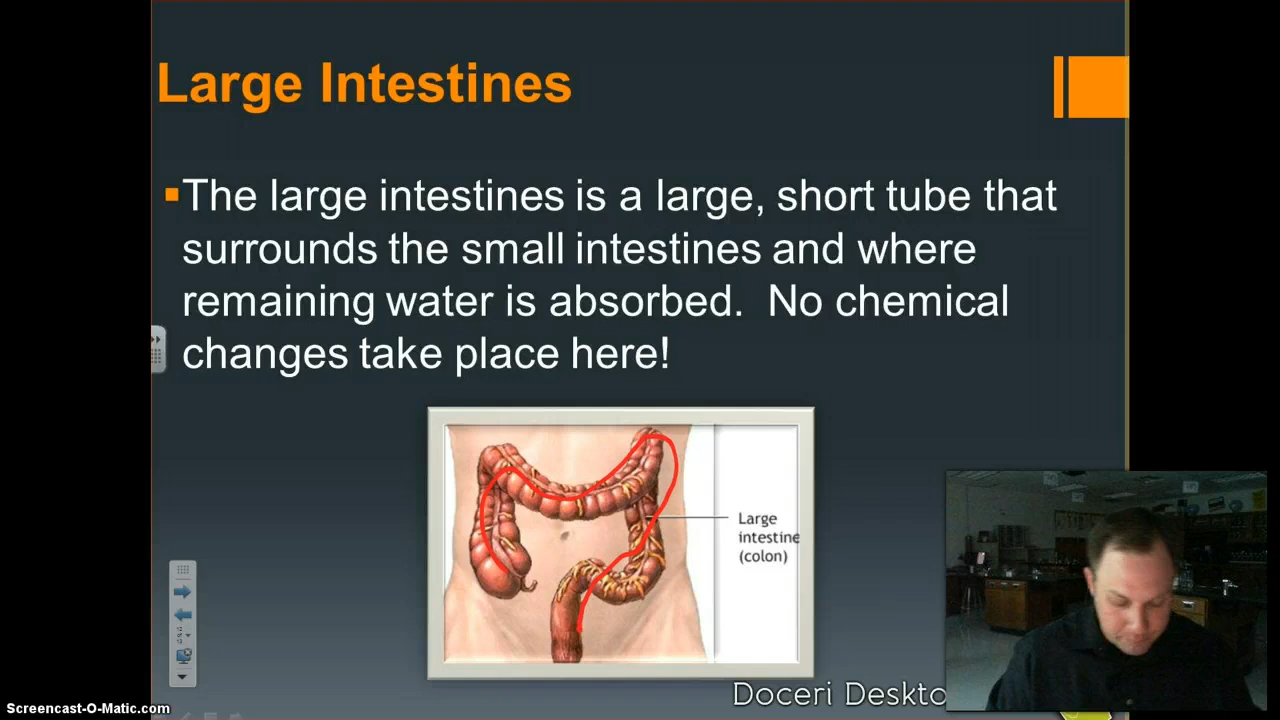 Large Intestines
▪The large intestines is a large, short tube that
surrounds the small intestines and where
remaining water is absorbed.  No chemical
changes take place here!
Large
intestine
(colon)
Doceri Deskto
Screencast-O-Matic.com